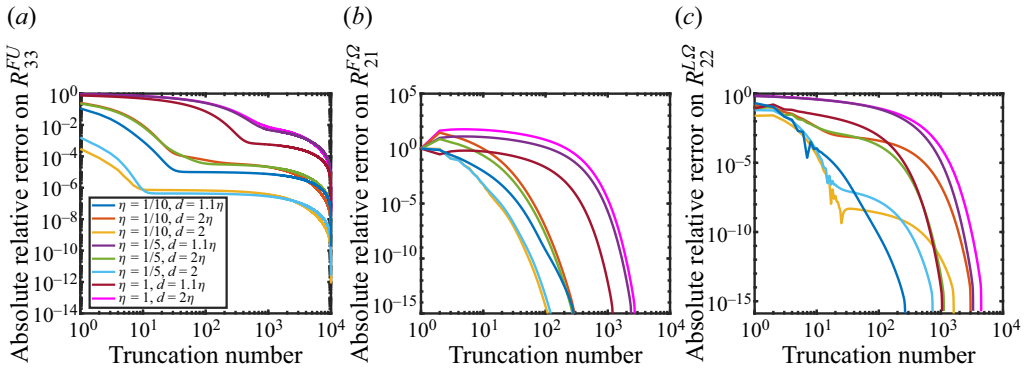 (a)
Absolute relative rerror on R_{33}^{FU}
10^0
10^{-2}
10^{-4}
10^{-6}
10^{-8}
10^{-10}
10^{-12}
10^{-14}
η = 1/10, d = 1.1η
η = 1/10, d = 2η
η = 1/10, d = 2
η = 1/5, d = 1.1η
η = 1/5, d = 2η
η = 1/5, d = 2
η = 1, d = 1.1η
η = 1, d = 2η
10^0 10^1 10^2 10^3 10^4
Truncation number
(b)
Absolute relative error on R_{21}^{FΩ}
10^5
10^0
10^{-5}
10^{-10}
10^{-15}
10^0 10^1 10^2 10^3 10^4
Truncation number
(c)
Absolute relative error on R_{22}^{LΩ}
10^0
10^{-5}
10^{-10}
10^{-15}
10^0 10^1 10^2 10^3 10^4
Truncation number